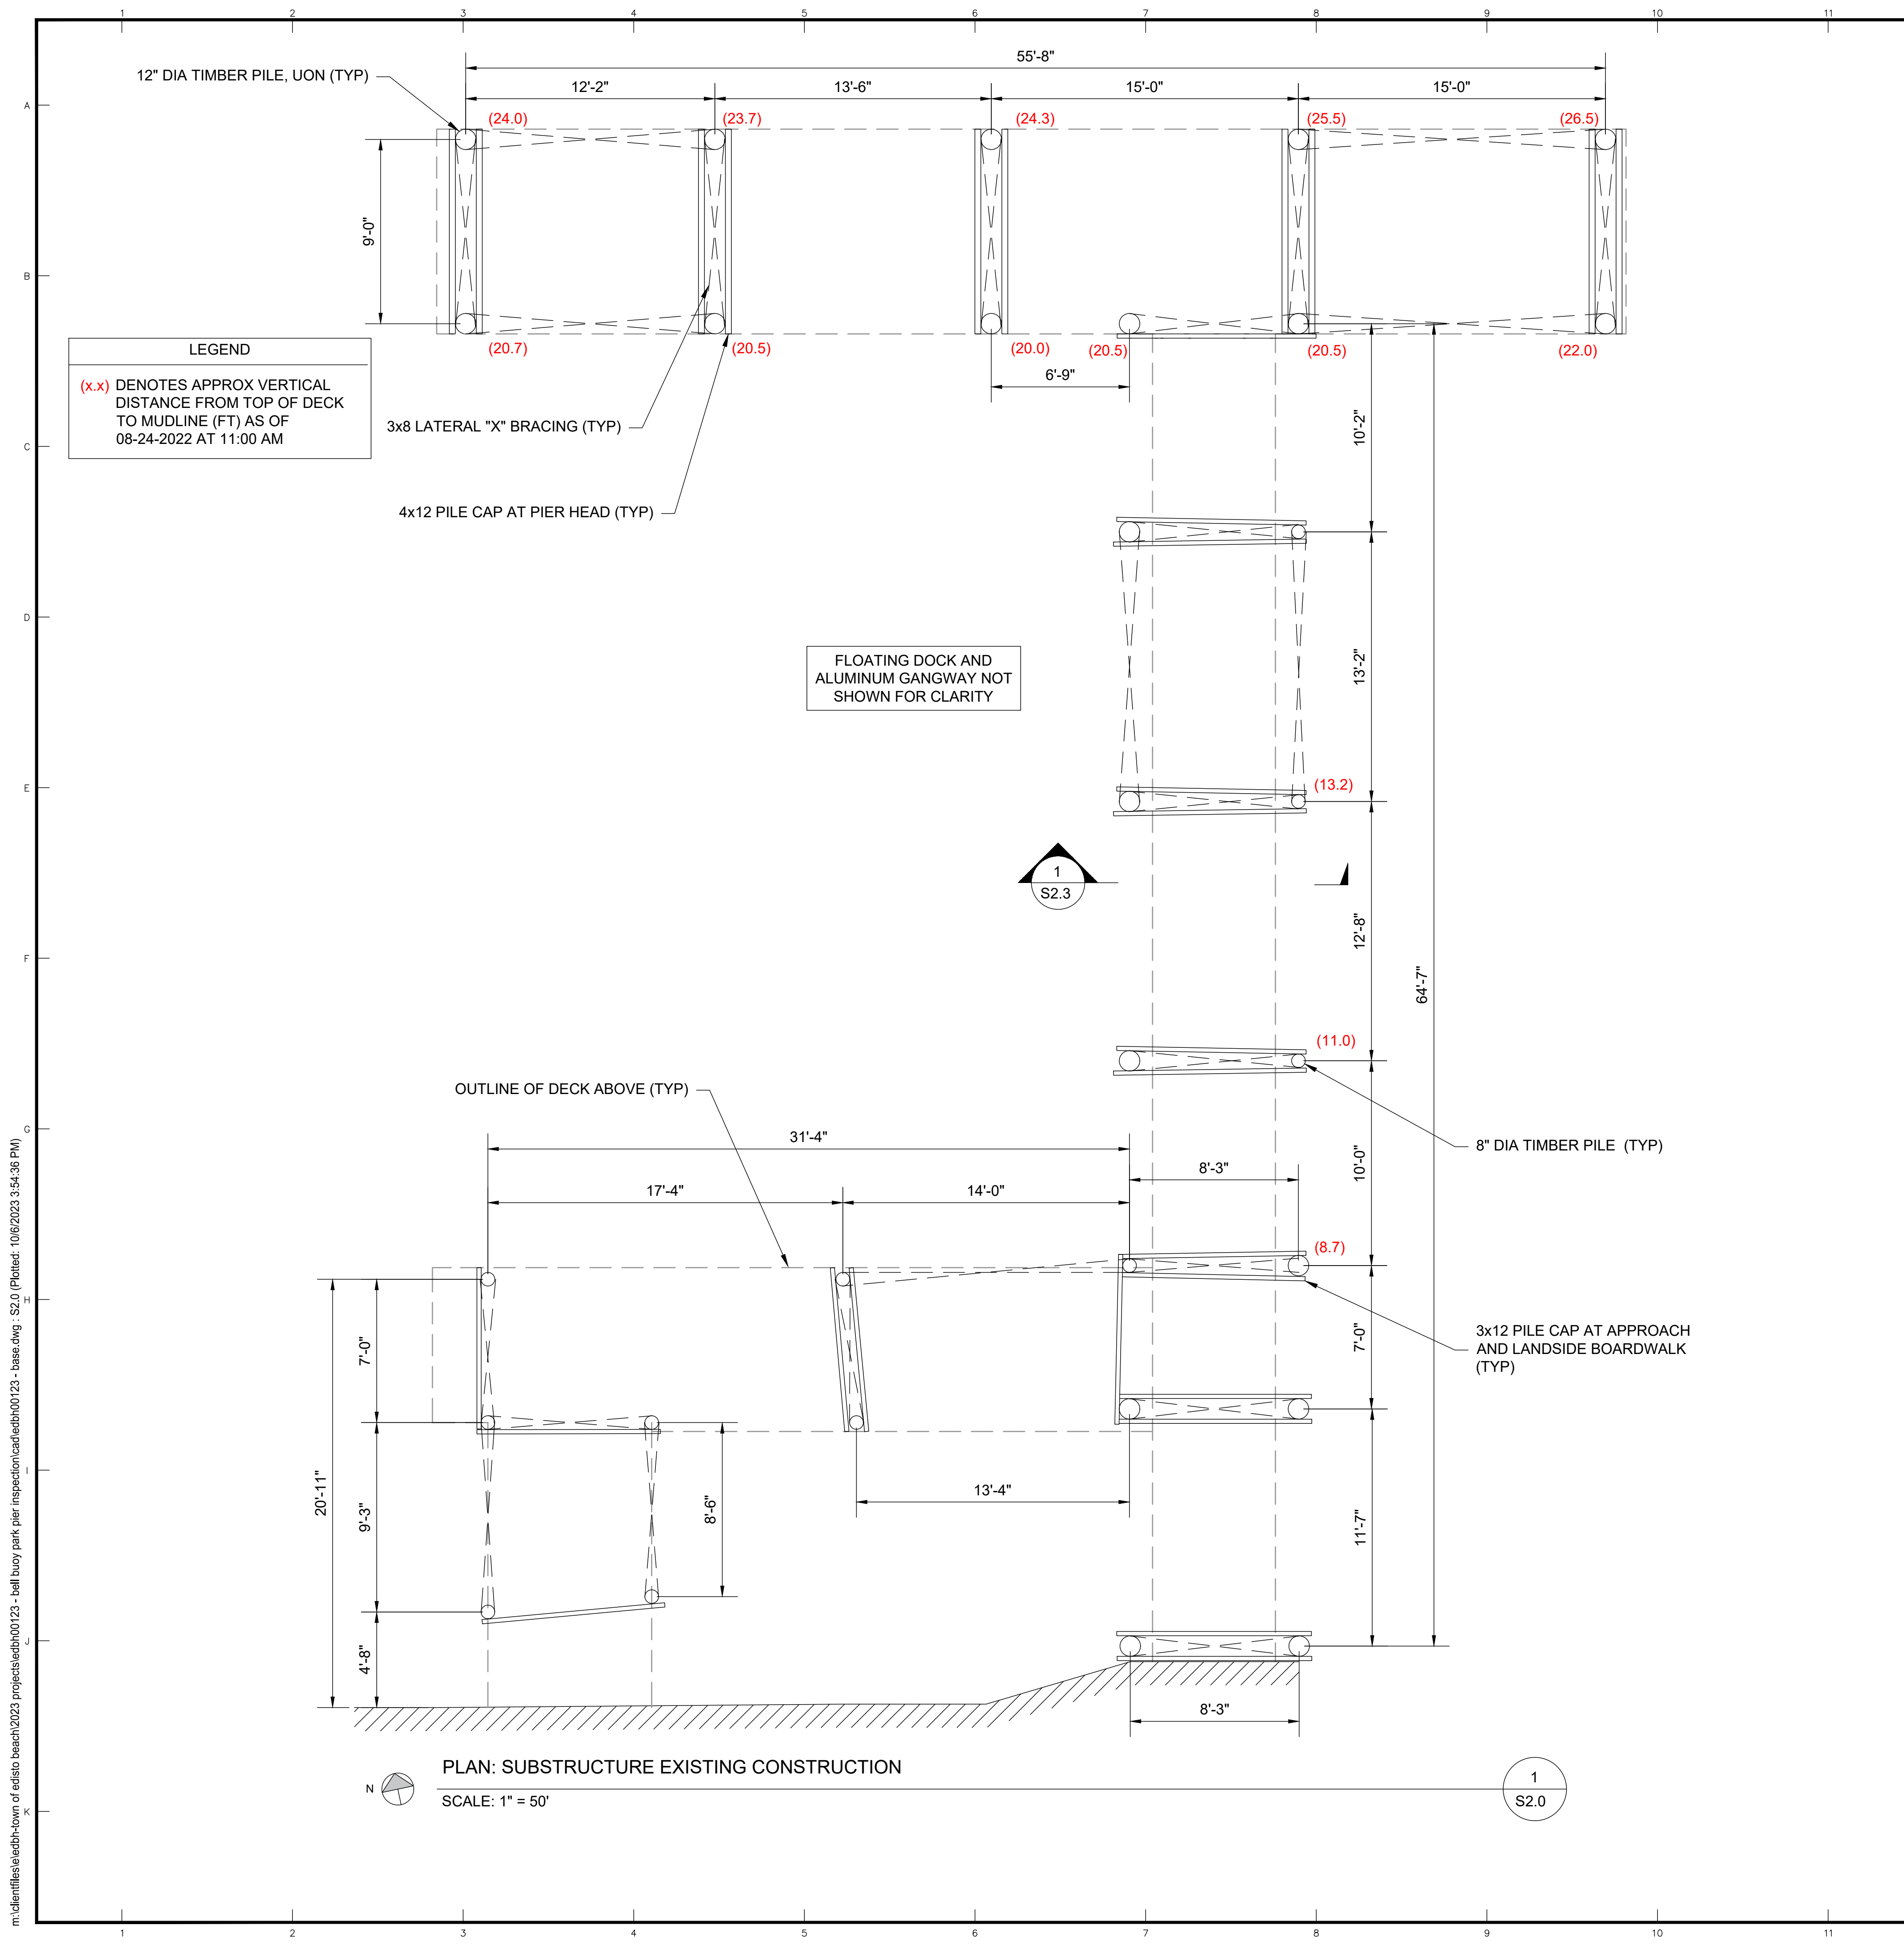 1 2 3 4 5 6 7 8 9 10 11
55'-8"
12" DIA TIMBER PILE, UON (TYP)
12'-2" 13'-6" 15'-0" 15'-0"
A
(24.0) (23.7) (24.3) (25.5) (26.5)
9'-0"
B
(20.7) (20.5) (20.0) (20.5) (20.5) (22.0)
LEGEND
(x.x) DENOTES APPROX VERTICAL
DISTANCE FROM TOP OF DECK
TO MUDLINE (FT) AS OF
08-24-2022 AT 11:00 AM
6'-9"
10'-2"
3x8 LATERAL "X" BRACING (TYP)
C
4x12 PILE CAP AT PIER HEAD (TYP)
D
13'-2"
FLOATING DOCK AND
ALUMINUM GANGWAY NOT
SHOWN FOR CLARITY
E
(13.2)
1
S2.3
12'-8"
F
64'-7"
(11.0)
OUTLINE OF DECK ABOVE (TYP)
G
31'-4"
8" DIA TIMBER PILE (TYP)
10'-0"
8'-3"
17'-4" 14'-0"
(8.7)
H
7'-0"
7'-0"
3x12 PILE CAP AT APPROACH
AND LANDSIDE BOARDWALK
(TYP)
I
20'-11"
9'-3"
8'-6"
13'-4"
11'-7"
J
4'-8"
8'-3"
PLAN: SUBSTRUCTURE EXISTING CONSTRUCTION
N
SCALE: 1" = 50'
1
S2.0
K
m:\clientfiles\e\edbh-town of edisto beach\2023 projects\edbh00123 - bell buoy park pier inspection\cad\edbh00123 - base.dwg : S2.0 (Plotted: 10/6/2023 3:54:36 PM)
1 2 3 4 5 6 7 8 9 10 11